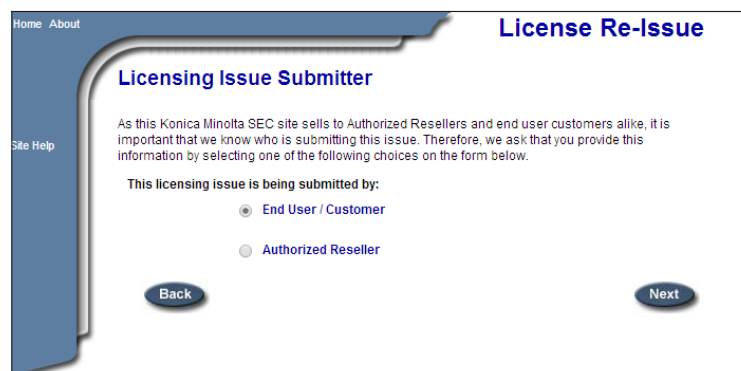 Home About
License Re-Issue
Licensing Issue Submitter
As this Konica Minolta SEC site sells to Authorized Resellers and end user customers alike, it is
important that we know who is submitting this issue. Therefore, we ask that you provide this
information by selecting one of the following choices on the form below.
Site Help
This licensing issue is being submitted by:
End User / Customer
Authorized Reseller
Back
Next